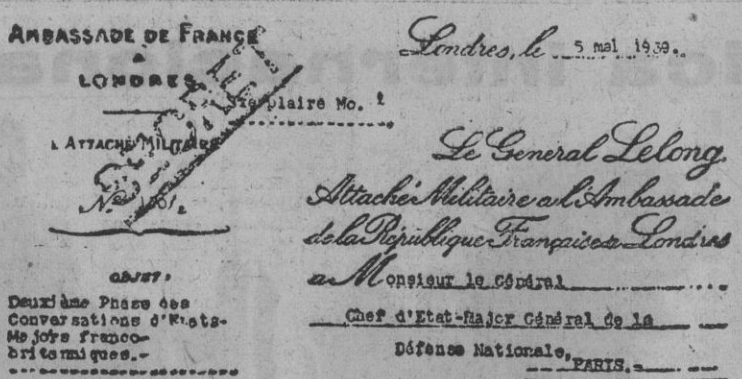 AMBASSADE DE FRANCE
à
LONDRES
Exemplaire No. 1
L'ATTACHÉ MILITAIRE
No
OBJET:
Deuxième Phase des
Conversations d'Etats-
Majors franco-
britanniques.-
Londres, le 5 mai 1939.
Le Général Lelong
Attaché Militaire a l'Ambassade
de la République Française à Londres
a Monsieur le Général
Chef d'Etat-Major Général de la
Défense Nationale,
PARIS.-